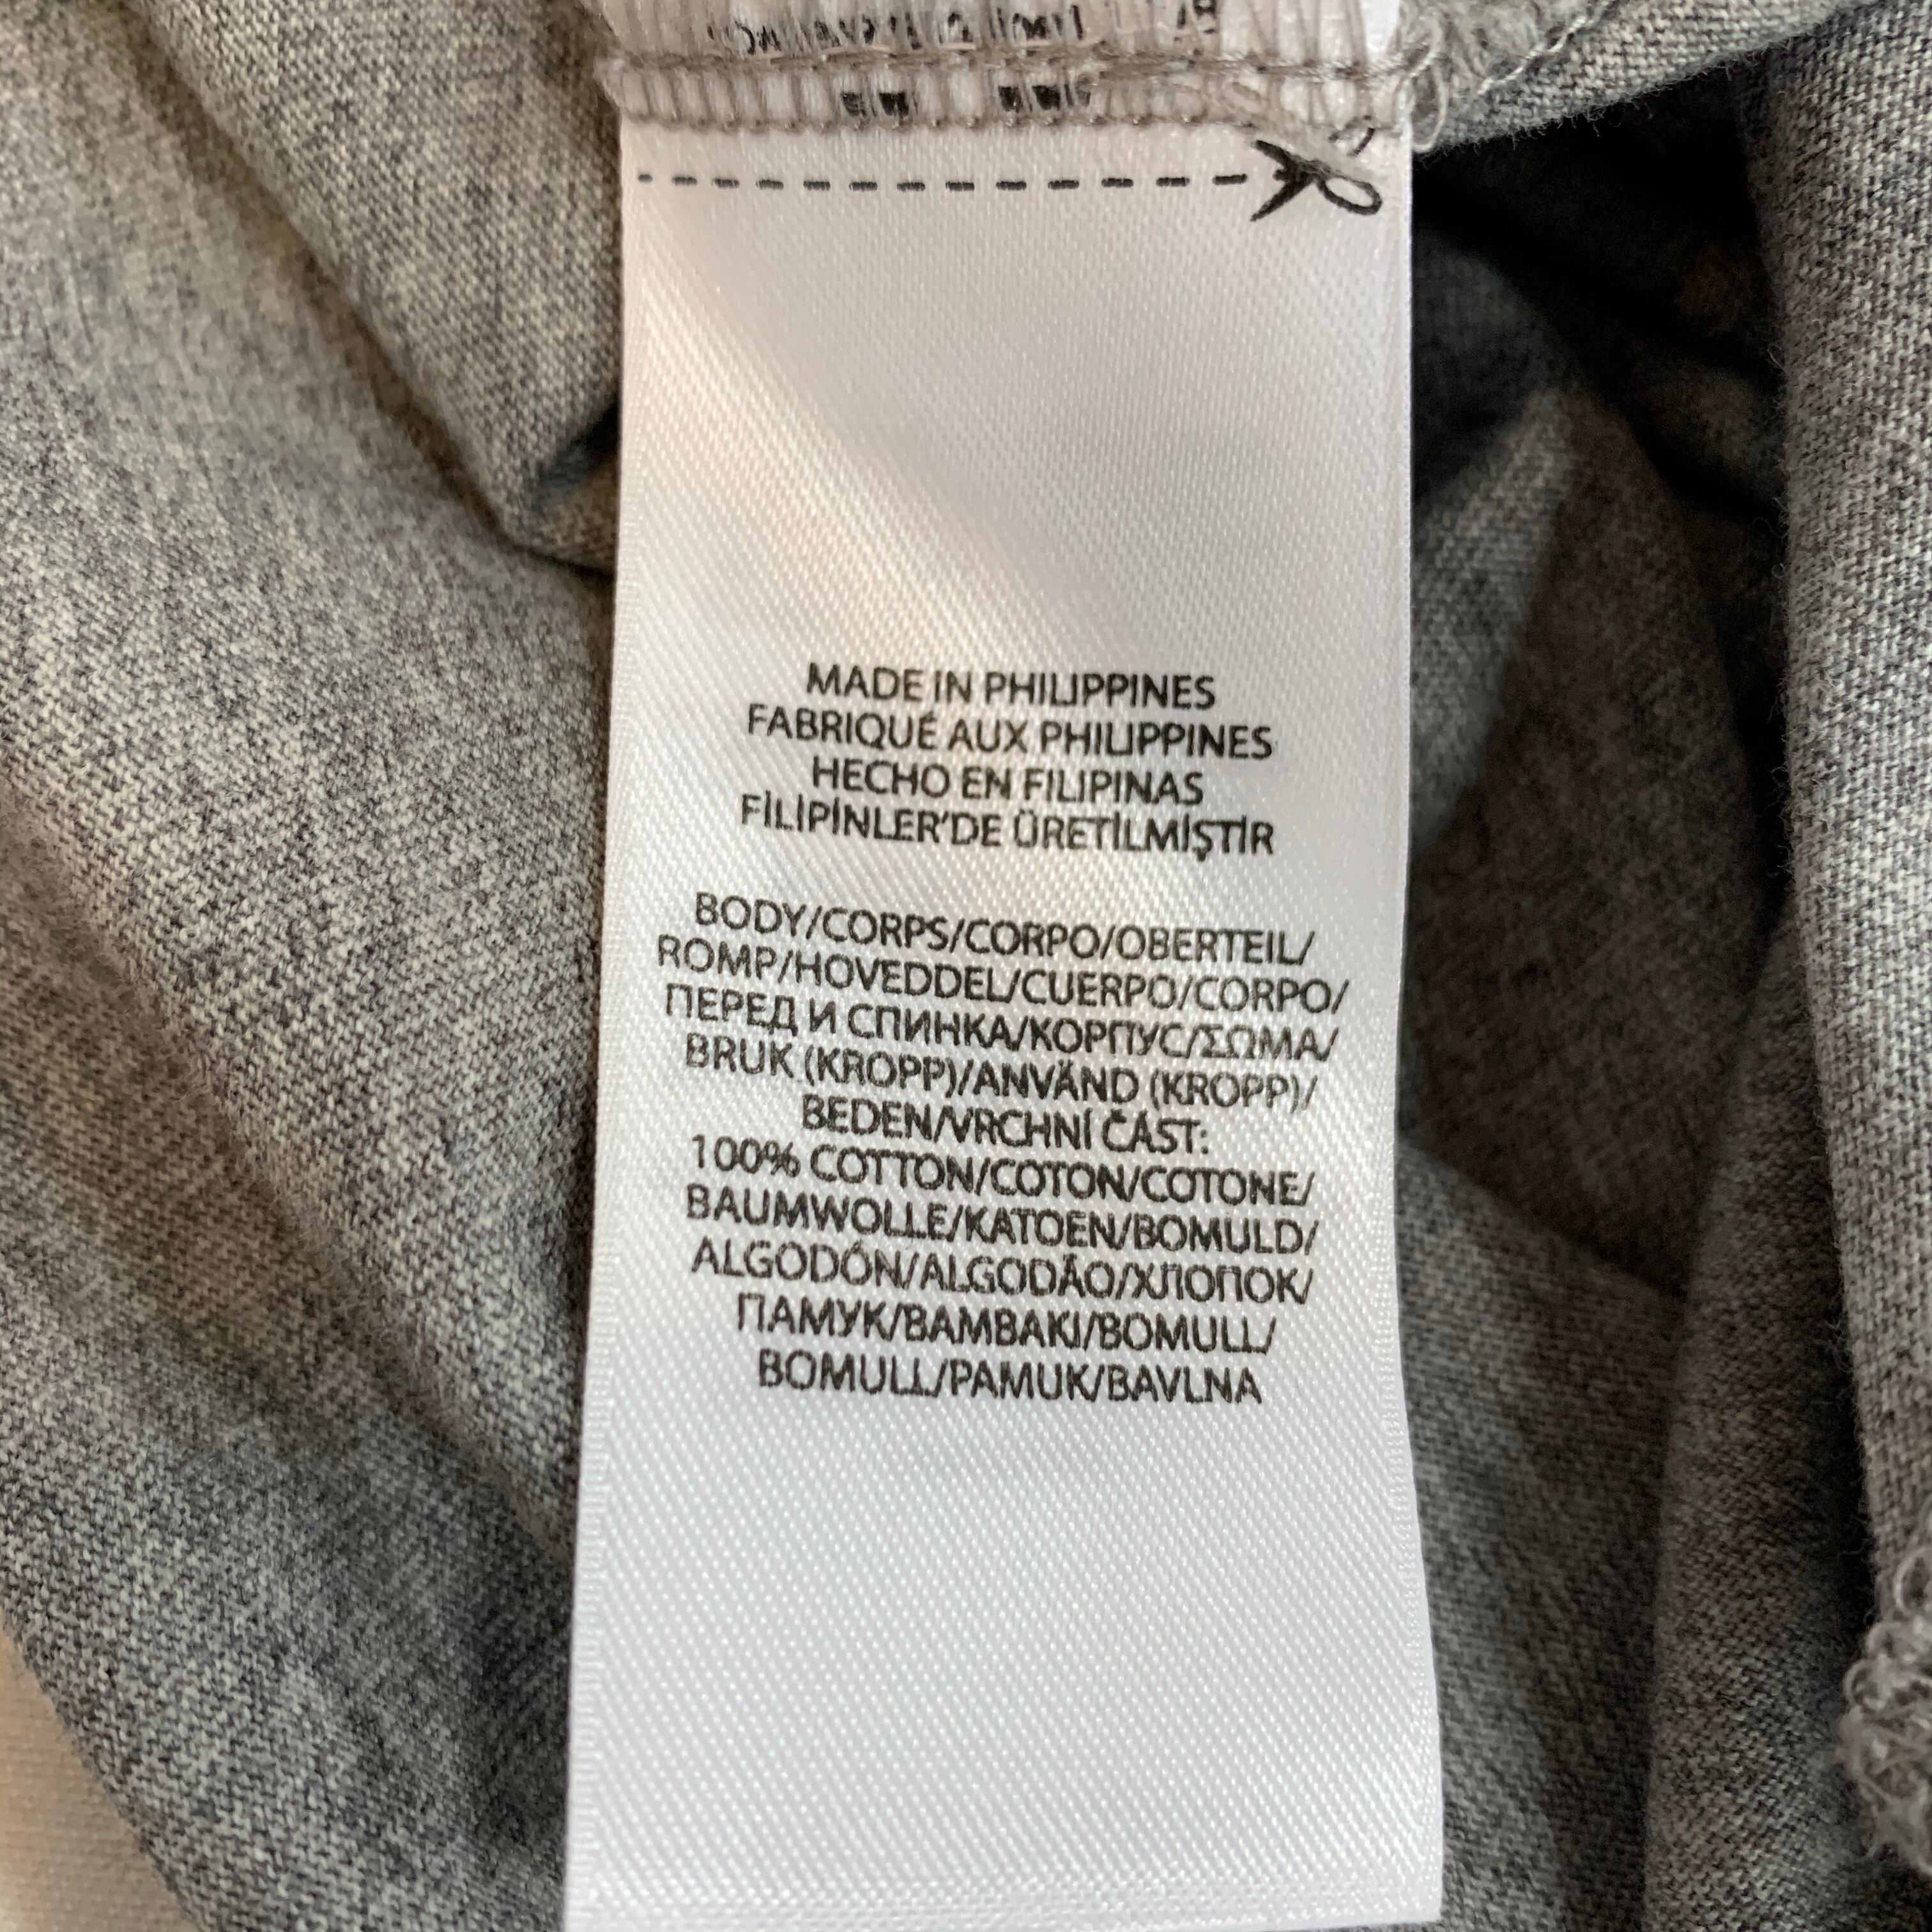 MADE IN PHILIPPINES
FABRIQUÉ AUX PHILIPPINES
HECHO EN FILIPINAS
FİLİPİNLER'DE ÜRETİLMİŞTİR
BODY/CORPS/CORPO/OBERTEIL/
ROMP/HOVEDDEL/CUERPO/CORPO/
ПЕРЕД И СПИНКА/КОРПУС/ΣΩΜΑ/
BRUK (KROPP)/ANVÄND (KROPP)/
BEDEN/VRCHNÍ ČÁST:
100% COTTON/COTON/COTONE/
BAUMWOLLE/KATOEN/BOMULD/
ALGODÓN/ALGODÃO/ХЛОПОК/
ПАМУК/ΒΑΜΒΑΚΙ/BOMULL/
BOMULL/PAMUK/BAVLNA